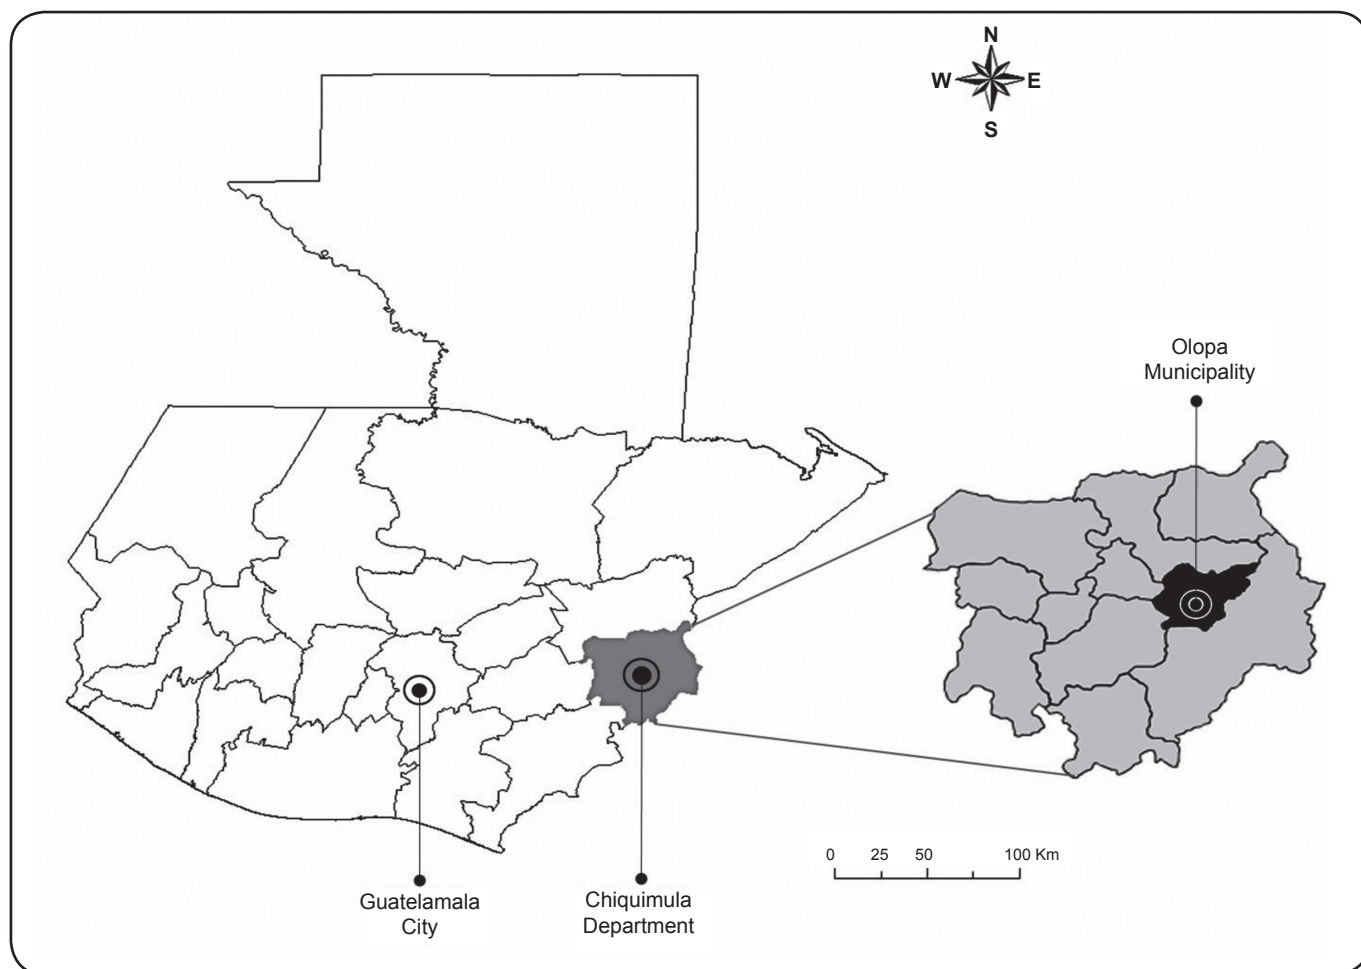 N
W E
S
Olopa
Municipality
0 25 50 100 Km
Guatelamala
City
Chiquimula
Department